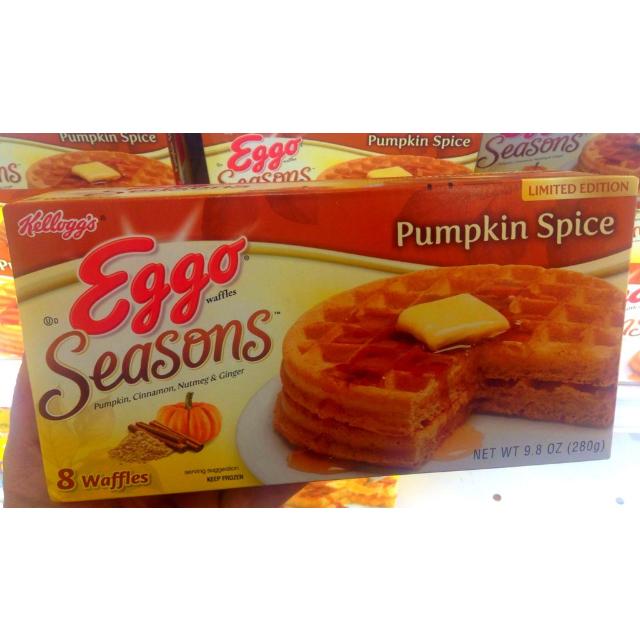 Pumpkin Spice
Eggo
Seasons
Pumpkin Spice
Seasons
Kellogg's®
LIMITED EDITION
Pumpkin Spice
Eggo®
waffles
Seasons™
Pumpkin, Cinnamon, Nutmeg & Ginger
Ⓤ D
8 Waffles
serving suggestion
KEEP FROZEN
NET WT 9.8 OZ (280g)